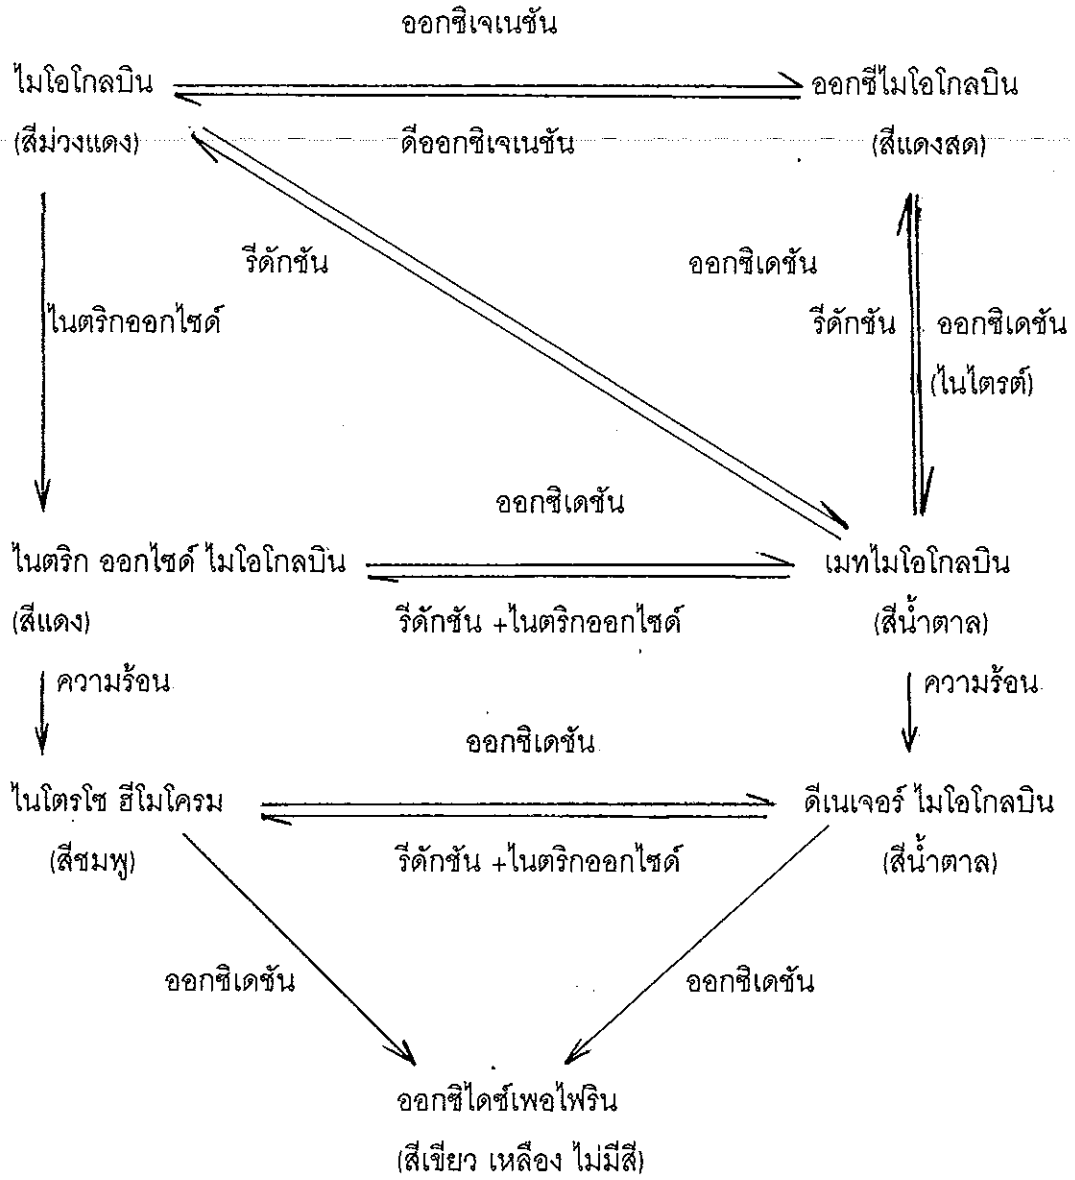 ออกซิเจเนชัน
ไมโอโกลบิน ออกซีไมโอโกลบิน
(สีม่วงแดง) ดีออกซิเจเนชัน (สีแดงสด)
รีดักชัน ออกซิเดชัน
ไนตริกออกไซด์ รีดักชัน ออกซิเดชัน
(ไนไตรต์)
ออกซิเดชัน
ไนตริก ออกไซด์ ไมโอโกลบิน เมทไมโอโกลบิน
(สีแดง) รีดักชัน +ไนตริกออกไซด์ (สีน้ำตาล)
ความร้อน ความร้อน
ออกซิเดชัน
ไนโตรโซ ฮีโมโครม ดีเนเจอร์ ไมโอโกลบิน
(สีชมพู) รีดักชัน +ไนตริกออกไซด์ (สีน้ำตาล)
ออกซิเดชัน ออกซิเดชัน
ออกซิไดซ์เพอไฟริน
(สีเขียว เหลือง ไม่มีสี)